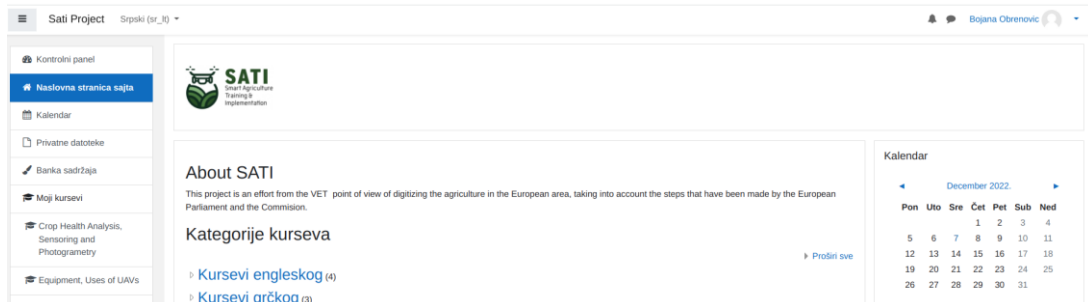 Sati Project Srpski (sr_lt)
Bojana Obrenovic
Kontrolni panel
Naslovna stranica sajta
Kalendar
Privatne datoteke
Banka sadržaja
Moji kursevi
Crop Health Analysis,
Sensoring and
Photogrametry
Equipment, Uses of UAVs
SATI
Smart Agriculture
Training &
Implementation
About SATI
This project is an effort from the VET point of view of digitizing the agriculture in the European area, taking into account the steps that have been made by the European
Parliament and the Commision.
Kategorije kurseva
Proširi sve
Kursevi engleskog (4)
Kursevi grčkog (3)
Kalendar
December 2022.
Pon Uto Sre Čet Pet Sub Ned
1 2 3 4
5 6 7 8 9 10 11
12 13 14 15 16 17 18
19 20 21 22 23 24 25
26 27 28 29 30 31